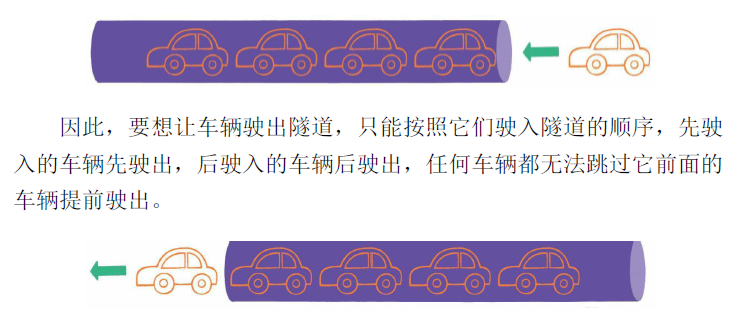 因此，要想让车辆驶出隧道，只能按照它们驶入隧道的顺序，先驶
入的车辆先驶出，后驶入的车辆后驶出，任何车辆都无法跳过它前面的
车辆提前驶出。